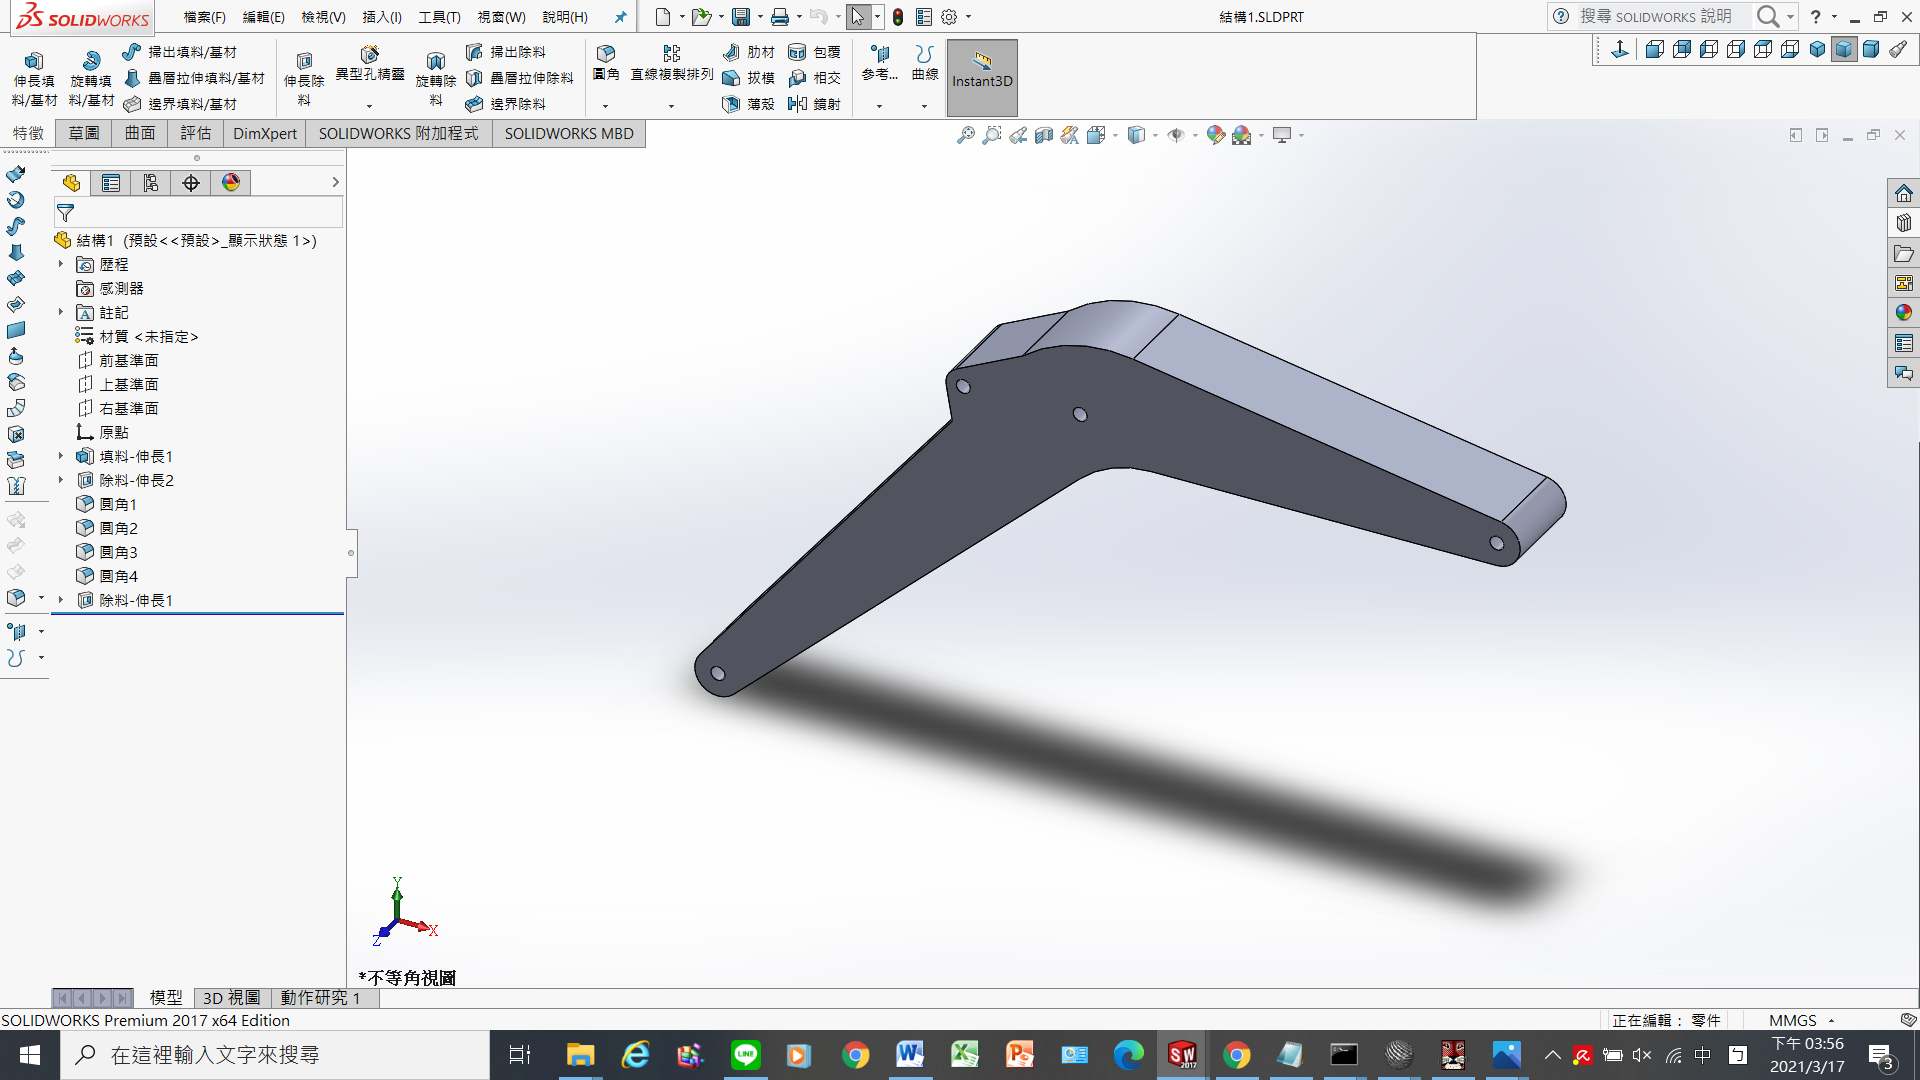 SOLIDWORKS 檔案(F) 編輯(E) 檢視(V) 插入(I) 工具(T) 視窗(W) 說明(H) 結構1.SLDPRT 搜尋 SOLIDWORKS 說明
伸長填料/基材 旋轉填料/基材 掃出填料/基材 疊層拉伸填料/基材 邊界填料/基材
伸長除料 異型孔精靈 旋轉除料 掃出除料 疊層拉伸除料 邊界除料
圓角 直線複製排列 肋材 拔模 薄殼 包覆 相交 鏡射
參考... 曲線 Instant3D
特徵 草圖 曲面 評估 DimXpert SOLIDWORKS 附加程式 SOLIDWORKS MBD
結構1 (預設<<預設>_顯示狀態 1>)
歷程
感測器
註記
材質 <未指定>
前基準面
上基準面
右基準面
原點
填料-伸長1
除料-伸長2
圓角1
圓角2
圓角3
圓角4
除料-伸長1
Y
X
Z
*不等角視圖
模型 3D 視圖 動作研究 1
SOLIDWORKS Premium 2017 x64 Edition 正在編輯： 零件 MMGS
在這裡輸入文字來搜尋 中 下午 03:56
2021/3/17 3